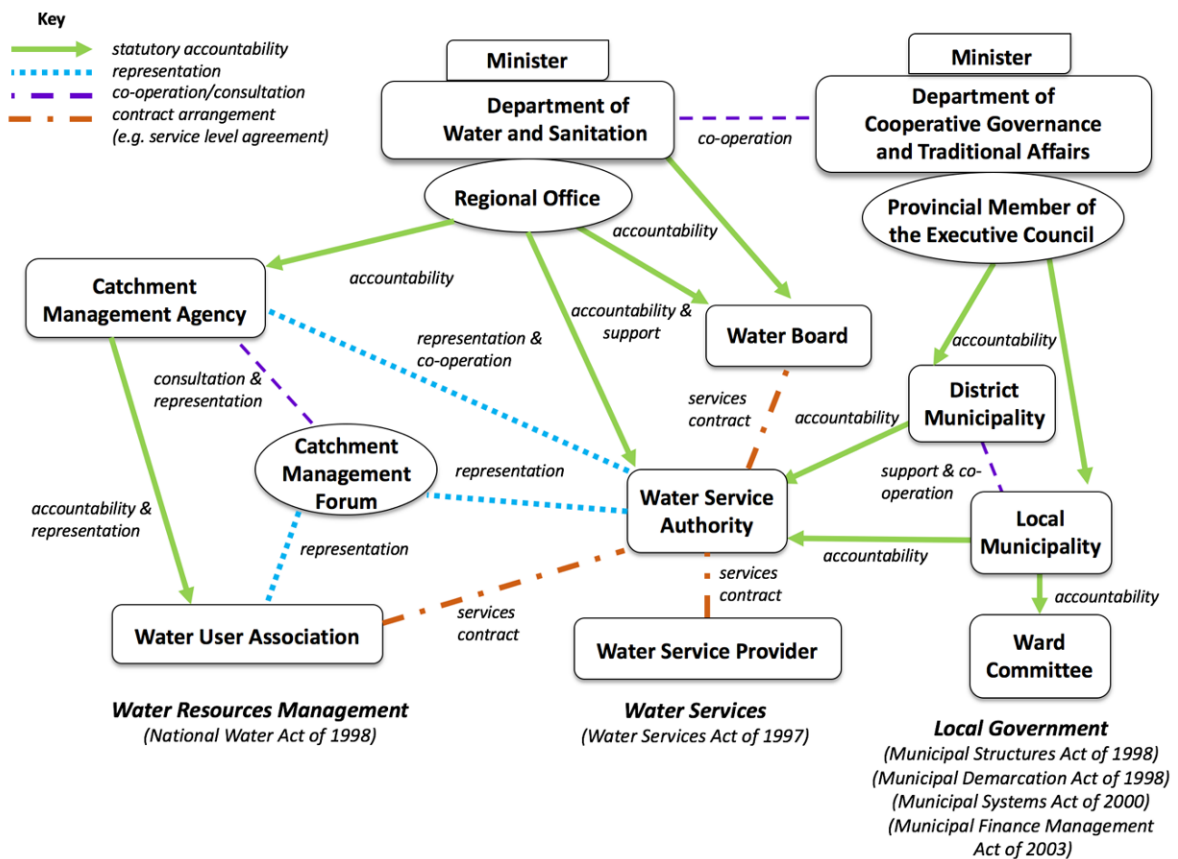 Key
statutory accountability
representation
co-operation/consultation
contract arrangement
(e.g. service level agreement)
Minister
Department of
Water and Sanitation
co-operation
Minister
Department of
Cooperative Governance
and Traditional Affairs
Regional Office
Provincial Member of
the Executive Council
accountability
accountability
Catchment
Management Agency
accountability &
support
representation &
co-operation
Water Board
accountability
consultation &
representation
services
contract
District
Municipality
accountability
Catchment
Management
Forum
representation
support & co-
operation
Water Service
Authority
Local
Municipality
accountability &
representation
representation
accountability
services
contract
accountability
services
contract
Water User Association
Water Service Provider
Ward
Committee
Water Resources Management
(National Water Act of 1998)
Water Services
(Water Services Act of 1997)
Local Government
(Municipal Structures Act of 1998)
(Municipal Demarcation Act of 1998)
(Municipal Systems Act of 2000)
(Municipal Finance Management
Act of 2003)